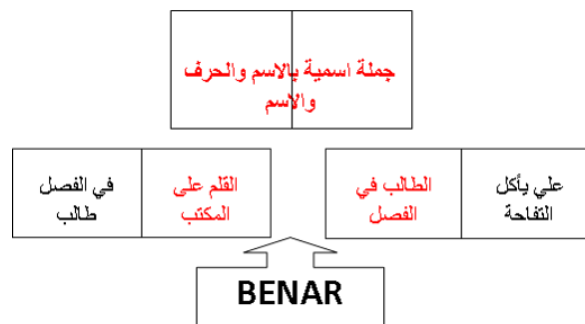 جملة اسمية بالاسم والحرف
والاسم
علي يأكل
التفاحة
الطالب في
الفصل
القلم على
المكتب
في الفصل
طالب
BENAR